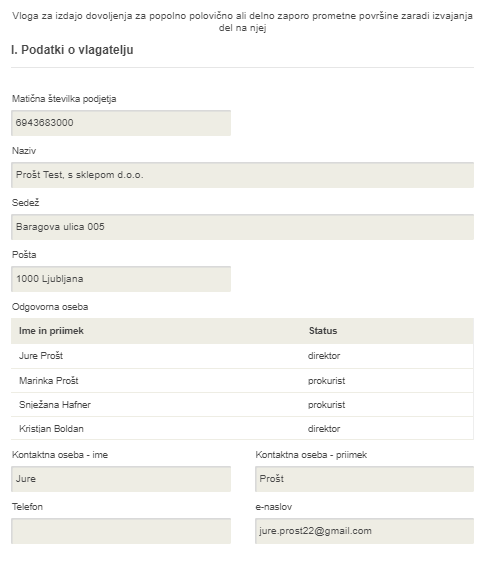 Vloga za izdajo dovoljenja za popolno polovično ali delno zaporo prometne površine zaradi izvajanja
del na njej
I. Podatki o vlagatelju
Matična številka podjetja
6943683000
Naziv
Prošt Test, s sklepom d.o.o.
Sedež
Baragova ulica 005
Pošta
1000 Ljubljana
Odgovorna oseba
Ime in priimek Status
Jure Prošt direktor
Marinka Prošt prokurist
Snježana Hafner prokurist
Kristjan Boldan direktor
Kontaktna oseba - ime Kontaktna oseba - priimek
Jure Prošt
Telefon e-naslov
jure.prost22@gmail.com